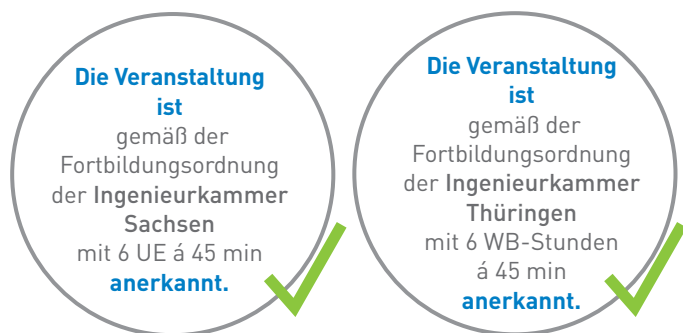 Die Veranstaltung
ist
gemäß der
Fortbildungsordnung
der Ingenieurkammer
Sachsen
mit 6 UE á 45 min
anerkannt.
Die Veranstaltung
ist
gemäß der
Fortbildungsordnung
der Ingenieurkammer
Thüringen
mit 6 WB-Stunden
á 45 min
anerkannt.